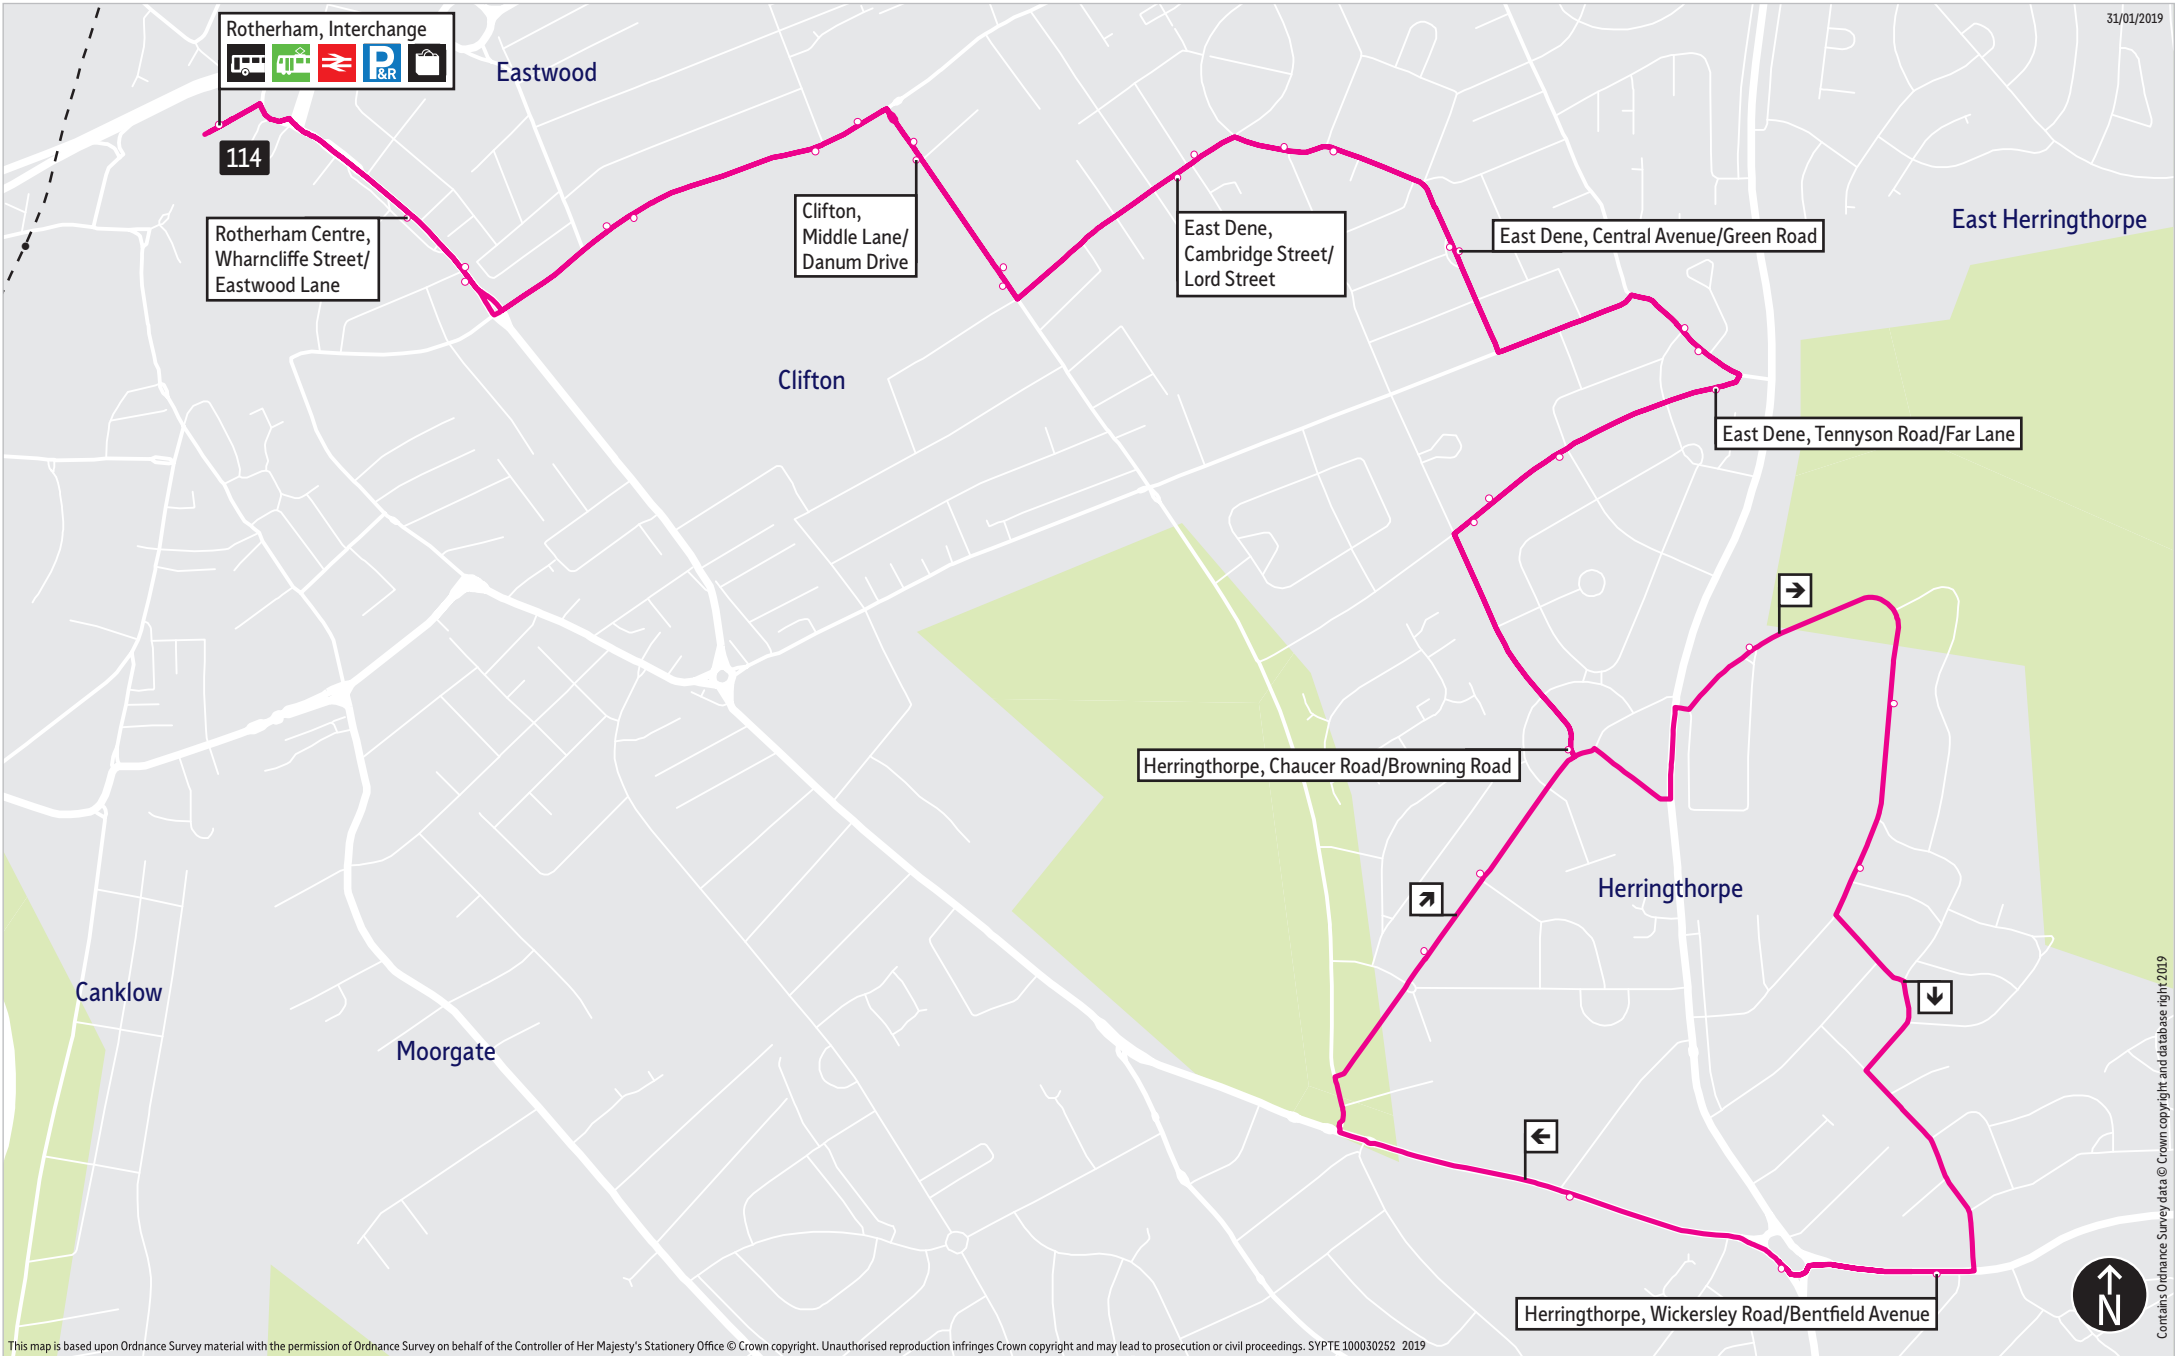 31/01/2019
Rotherham, Interchange
P
&R
Eastwood
114
Rotherham Centre,
Wharncliffe Street/
Eastwood Lane
Clifton,
Middle Lane/
Danum Drive
East Dene,
Cambridge Street/
Lord Street
East Dene, Central Avenue/Green Road
East Herringthorpe
Clifton
East Dene, Tennyson Road/Far Lane
Herringthorpe, Chaucer Road/Browning Road
Herringthorpe
Canklow
Moorgate
Herringthorpe, Wickersley Road/Bentfield Avenue
N
Contains Ordnance Survey data © Crown copyright and database right 2019
This map is based upon Ordnance Survey material with the permission of Ordnance Survey on behalf of the Controller of Her Majesty's Stationery Office © Crown copyright. Unauthorised reproduction infringes Crown copyright and may lead to prosecution or civil proceedings. SYPTE 100030252 2019